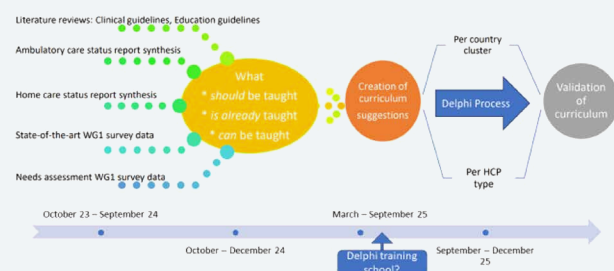 Literature reviews: Clinical guidelines, Education guidelines
Ambulatory care status report synthesis
Home care status report synthesis
State-of-the-art WG1 survey data
Needs assessment WG1 survey data
What
* should be taught
* is already taught
* can be taught
Creation of
curriculum
suggestions
Per country
cluster
Delphi Process
Per HCP
type
Validation
of
curriculum
October 23 – September 24
October – December 24
March – September 25
September – December
25
Delphi training
school?